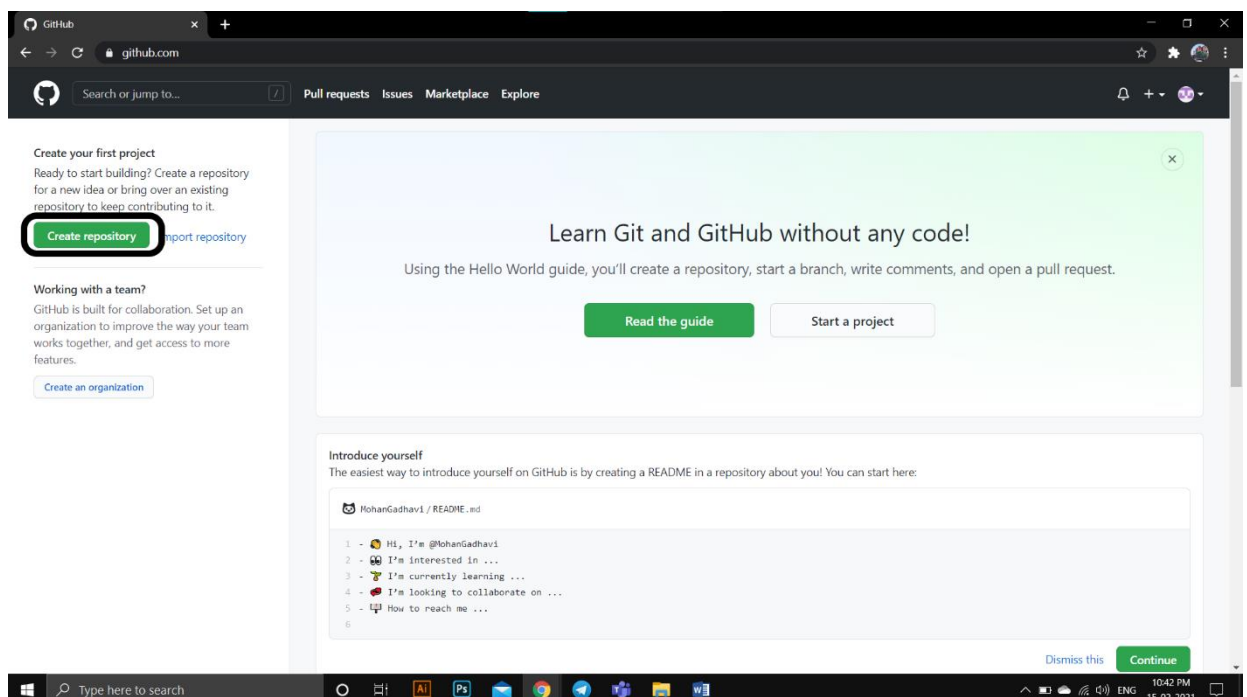 GitHub
github.com
Search or jump to...
/
Pull requests Issues Marketplace Explore
Create your first project
Ready to start building? Create a repository
for a new idea or bring over an existing
repository to keep contributing to it.
Create repository
mport repository
Working with a team?
GitHub is built for collaboration. Set up an
organization to improve the way your team
works together, and get access to more
features.
Create an organization
Learn Git and GitHub without any code!
Using the Hello World guide, you'll create a repository, start a branch, write comments, and open a pull request.
Read the guide
Start a project
Introduce yourself
The easiest way to introduce yourself on GitHub is by creating a README in a repository about you! You can start here:
MohanGadhavi / README.md
1 - Hi, I'm @MohanGadhavi
2 - I'm interested in ...
3 - I'm currently learning ...
4 - I'm looking to collaborate on ...
5 - How to reach me ...
6
Dismiss this
Continue
Type here to search
Ai
Ps
ENG
10:42 PM
15-02-2021